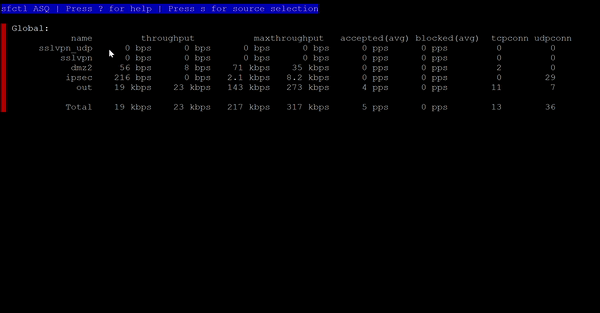 sfctl ASQ | Press ? for help | Press s for source selection
Global:
name throughput maxthroughput accepted(avg) blocked(avg) tcpconn udpconn
sslvpn_udp 0 bps 0 bps 0 bps 0 bps 0 pps 0 pps 0 0
sslvpn 0 bps 0 bps 0 bps 0 bps 0 pps 0 pps 0 0
dmz2 56 bps 8 bps 71 kbps 35 kbps 0 pps 0 pps 2 0
ipsec 216 bps 0 bps 2.1 kbps 8.2 kbps 0 pps 0 pps 0 29
out 19 kbps 23 kbps 143 kbps 273 kbps 4 pps 0 pps 11 7
Total 19 kbps 23 kbps 217 kbps 317 kbps 5 pps 0 pps 13 36